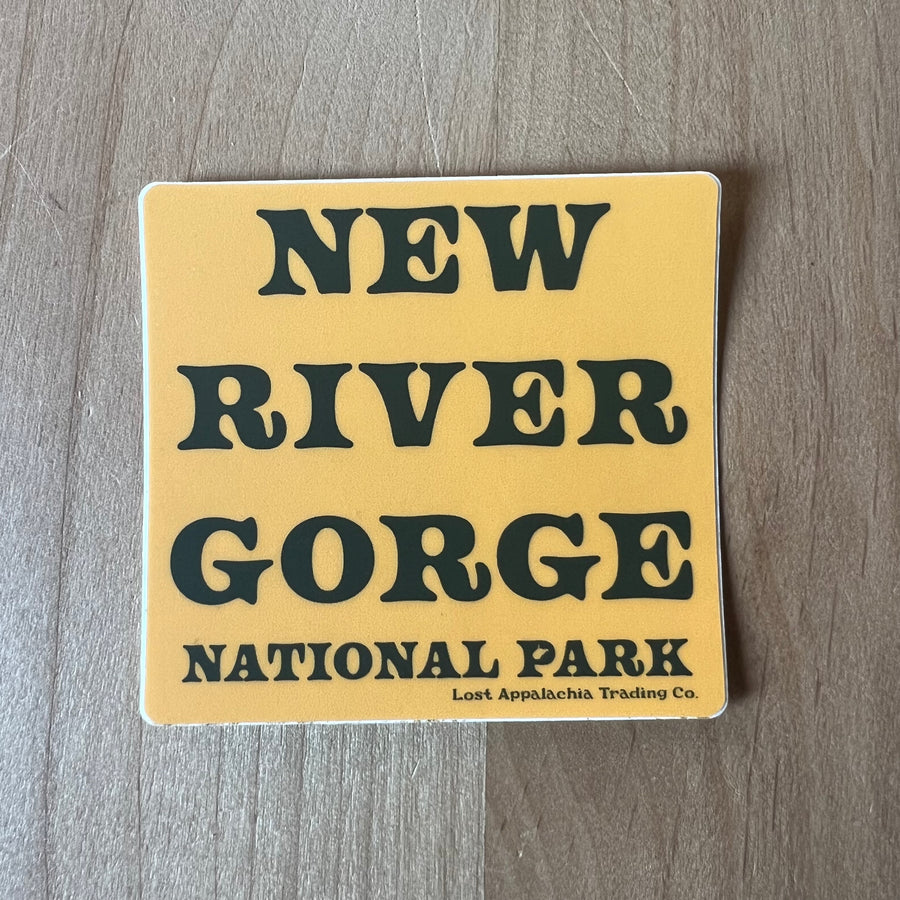 NEW
RIVER
GORGE
NATIONAL PARK
Lost Appalachia Trading Co.